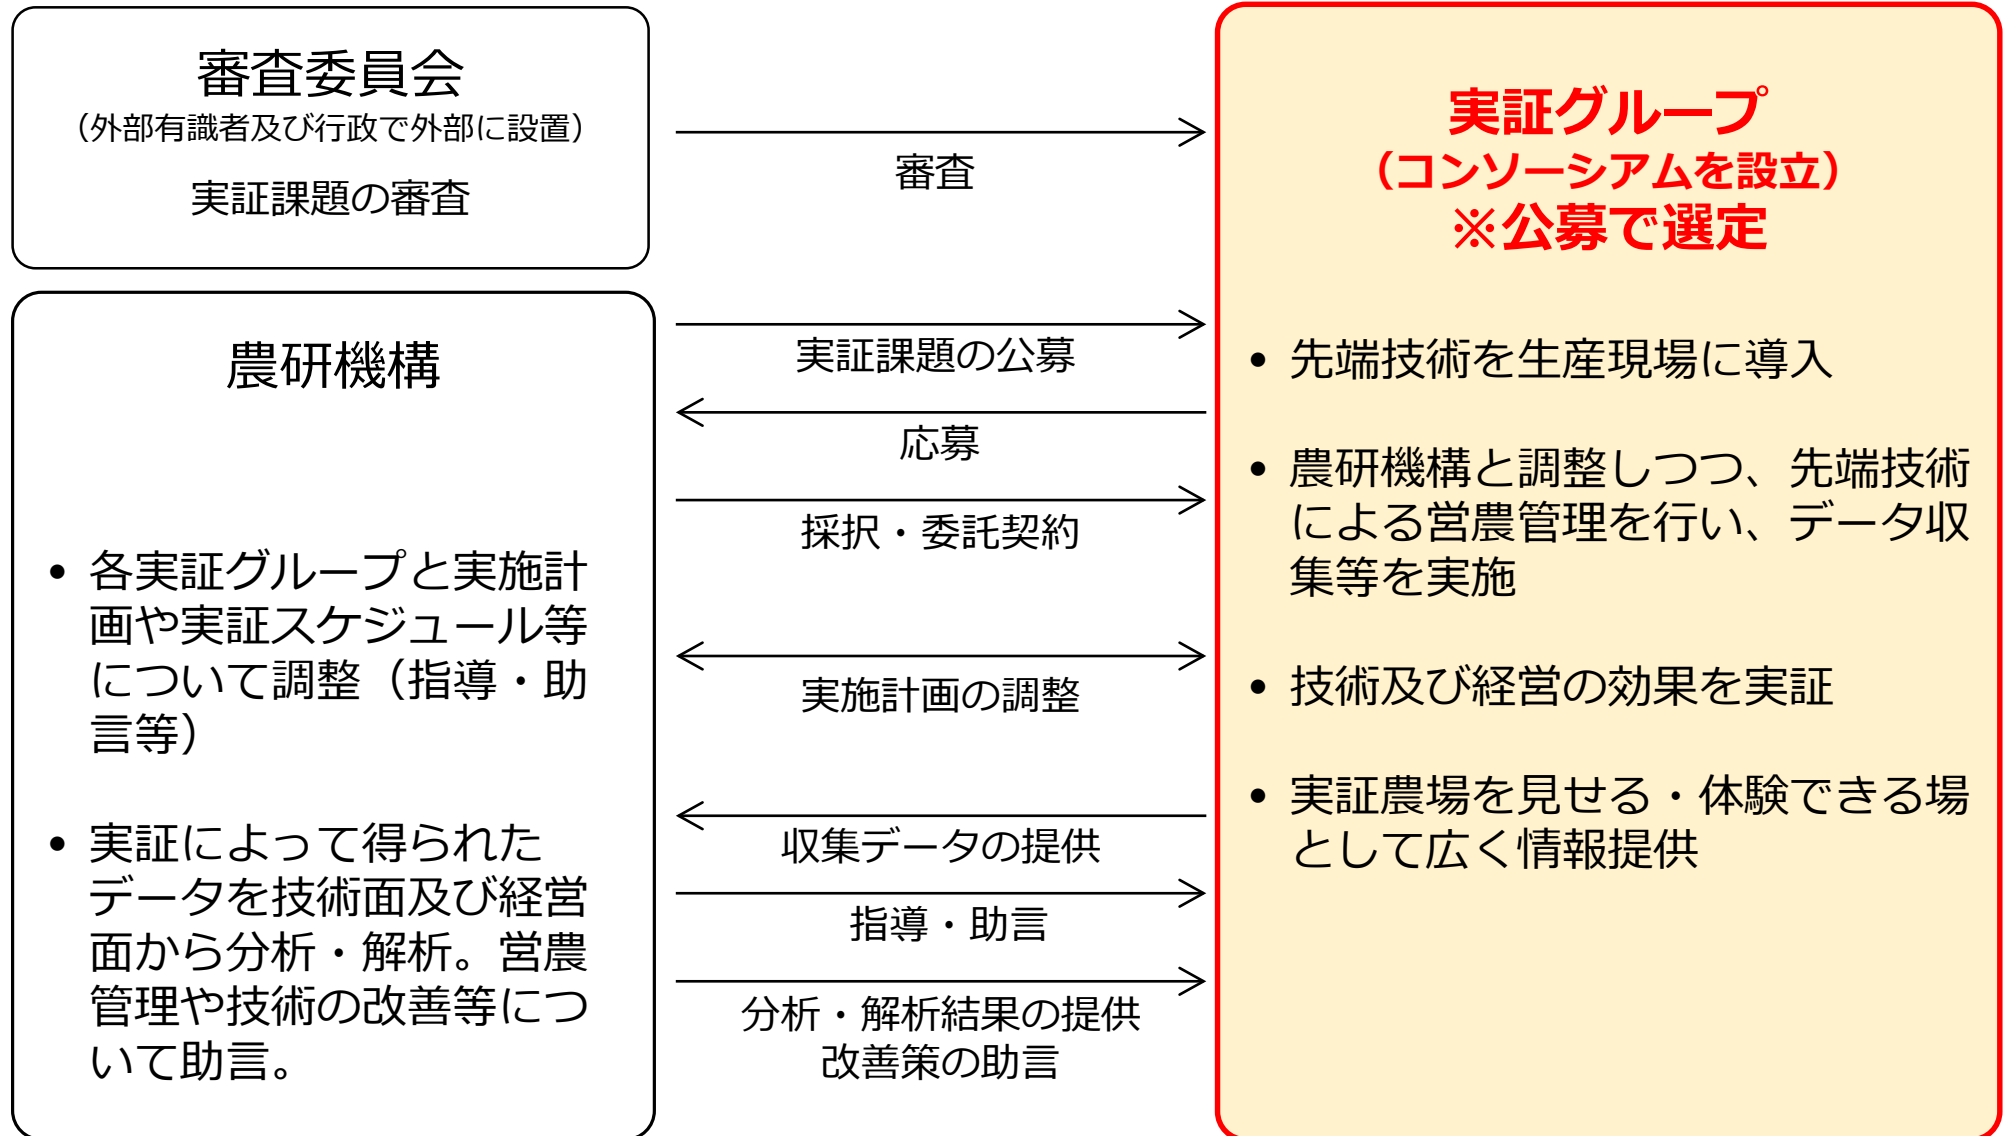 審査委員会
（外部有識者及び行政で外部に設置）
実証課題の審査
農研機構
• 各実証グループと実施計
画や実証スケジュール等
について調整（指導・助
言等）
• 実証によって得られた
データを技術面及び経営
面から分析・解析。営農
管理や技術の改善等につ
いて助言。
審査
実証課題の公募
応募
採択・委託契約
実施計画の調整
収集データの提供
指導・助言
分析・解析結果の提供
改善策の助言
実証グループ
（コンソーシアムを設立）
※公募で選定
• 先端技術を生産現場に導入
• 農研機構と調整しつつ、先端技術
による営農管理を行い、データ収
集等を実施
• 技術及び経営の効果を実証
• 実証農場を見せる・体験できる場
として広く情報提供